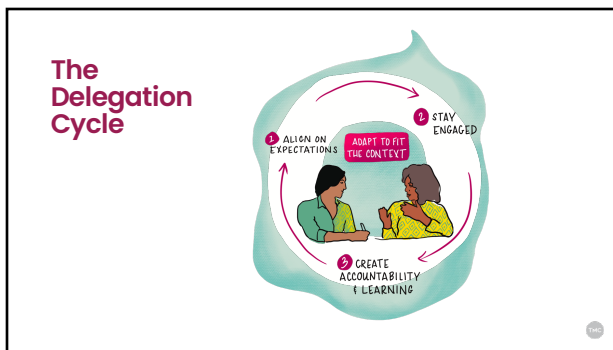 The
Delegation
Cycle
1 ALIGN ON
EXPECTATIONS
2 STAY
ENGAGED
ADAPT TO FIT
THE CONTEXT
3 CREATE
ACCOUNTABILITY
& LEARNING
TMC